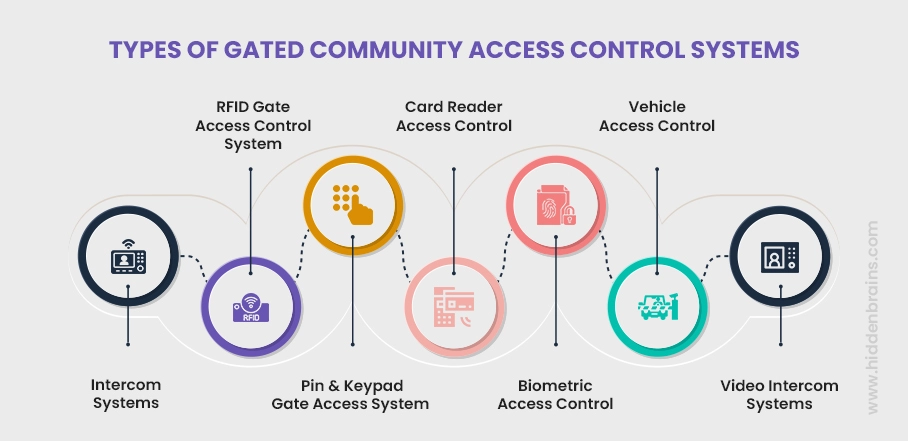 TYPES OF GATED COMMUNITY ACCESS CONTROL SYSTEMS
RFID Gate
Access Control
System
Card Reader
Access Control
Vehicle
Access Control
RFID
Intercom
Systems
Pin & Keypad
Gate Access System
Biometric
Access Control
Video Intercom
Systems
www.hiddenbrains.com